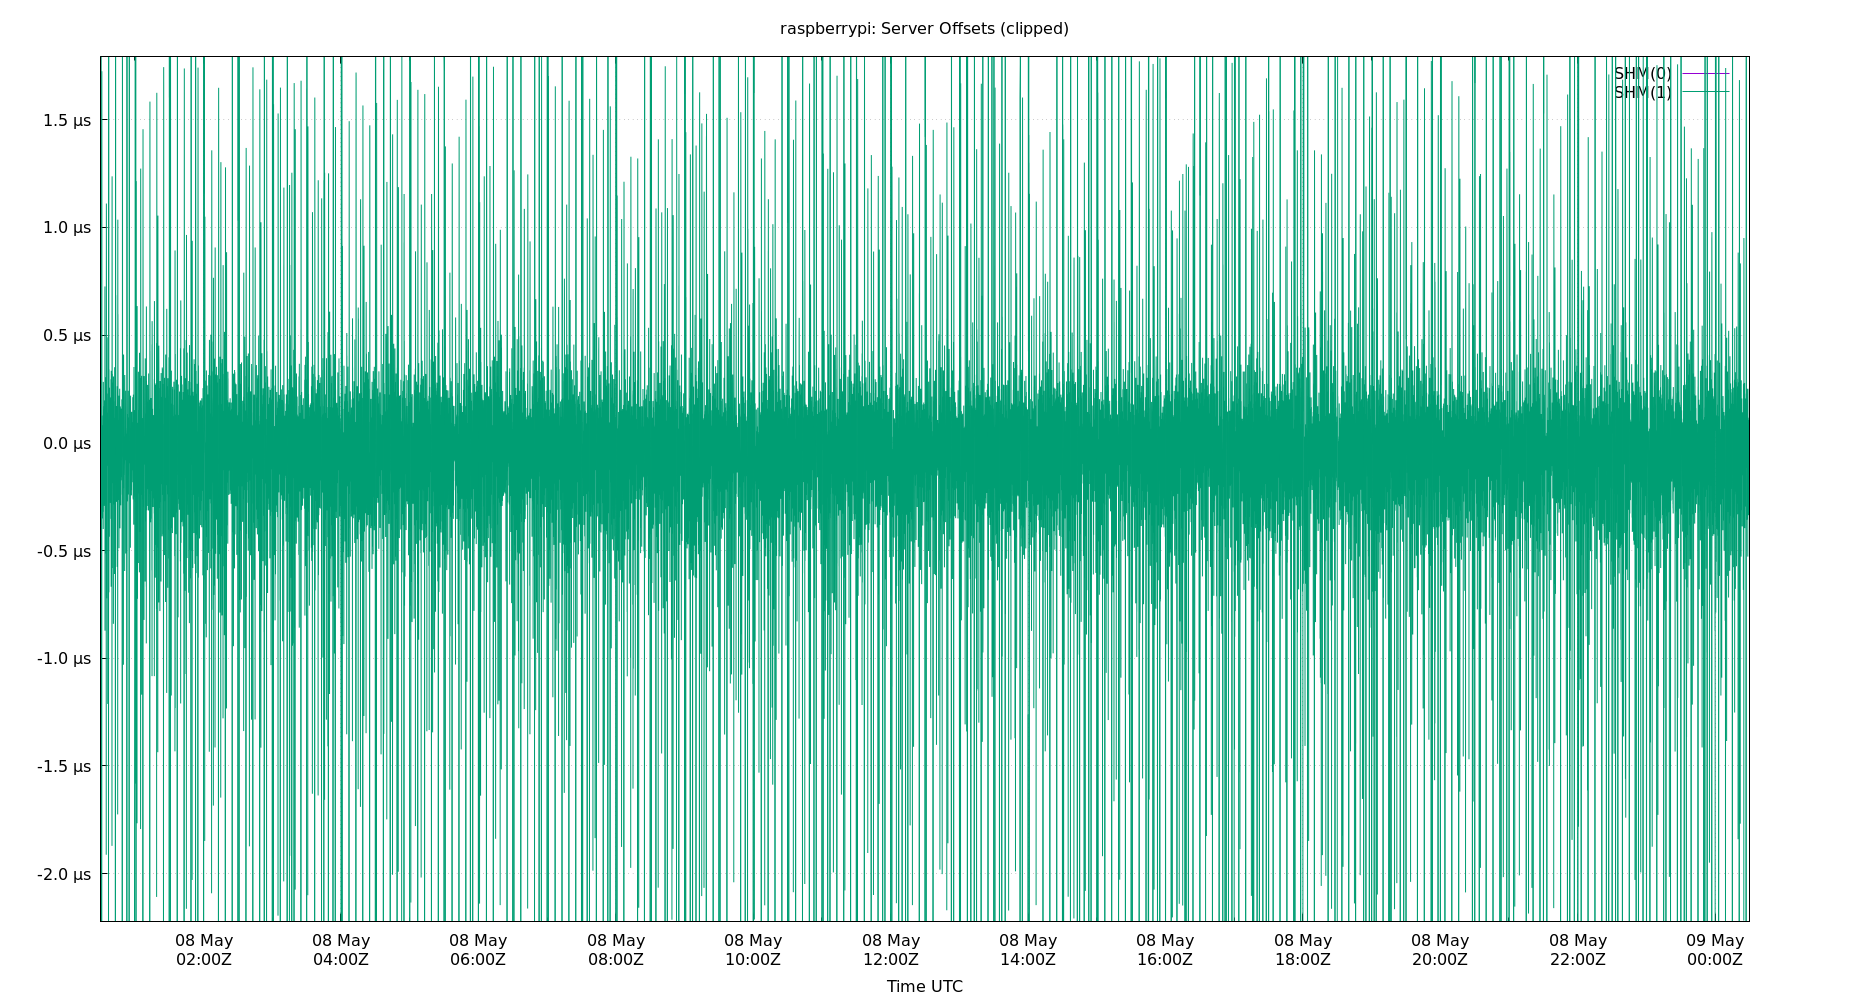 raspberrypi: Server Offsets (clipped)
SHM(0)
SHM(1)
1.5 µs
1.0 µs
0.5 µs
0.0 µs
-0.5 µs
-1.0 µs
-1.5 µs
-2.0 µs
08 May 08 May 08 May 08 May 08 May 08 May 08 May 08 May 08 May 08 May 08 May 09 May
02:00Z 04:00Z 06:00Z 08:00Z 10:00Z 12:00Z 14:00Z 16:00Z 18:00Z 20:00Z 22:00Z 00:00Z
Time UTC